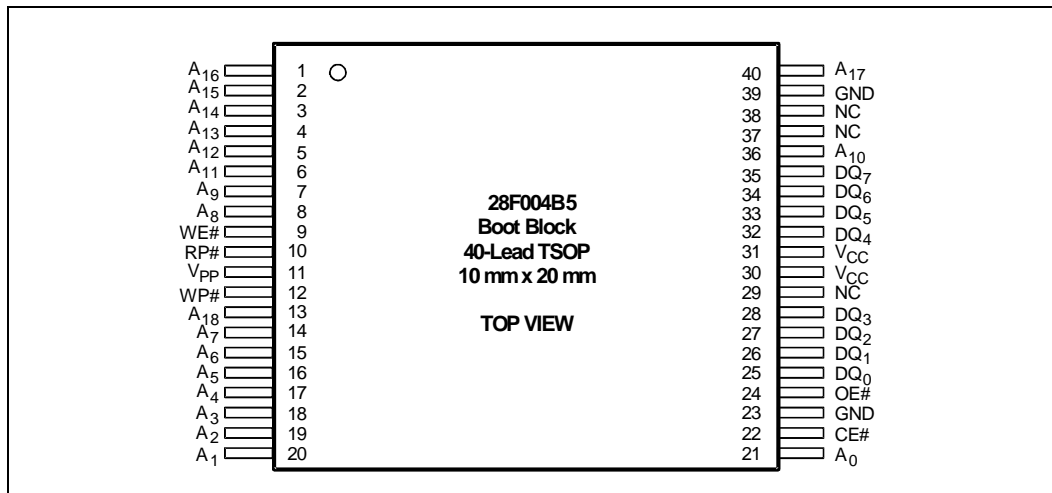 A16 1 40 A17
A15 2 39 GND
A14 3 38 NC
A13 4 37 NC
A12 5 36 A10
A11 6 35 DQ7
A9 7 34 DQ6
A8 8 33 DQ5
WE# 9 32 DQ4
RP# 10 31 VCC
VPP 11 30 VCC
WP# 12 29 NC
A18 13 28 DQ3
A7 14 27 DQ2
A6 15 26 DQ1
A5 16 25 DQ0
A4 17 24 OE#
A3 18 23 GND
A2 19 22 CE#
A1 20 21 A0
28F004B5
Boot Block
40-Lead TSOP
10 mm x 20 mm
TOP VIEW